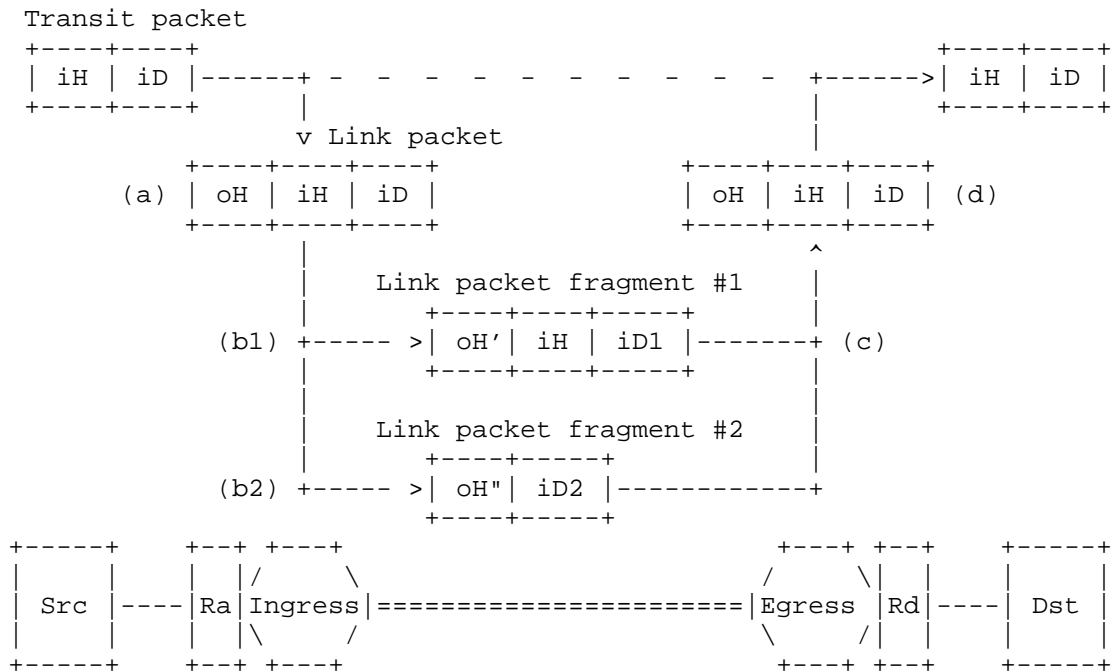 Transit packet
iH iD iH iD
v Link packet
(a) oH iH iD oH iH iD (d)
^
Link packet fragment #1
(b1) > oH' iH iD1 (c)
Link packet fragment #2
(b2) > oH" iD2
Src Ra Ingress Egress Rd Dst